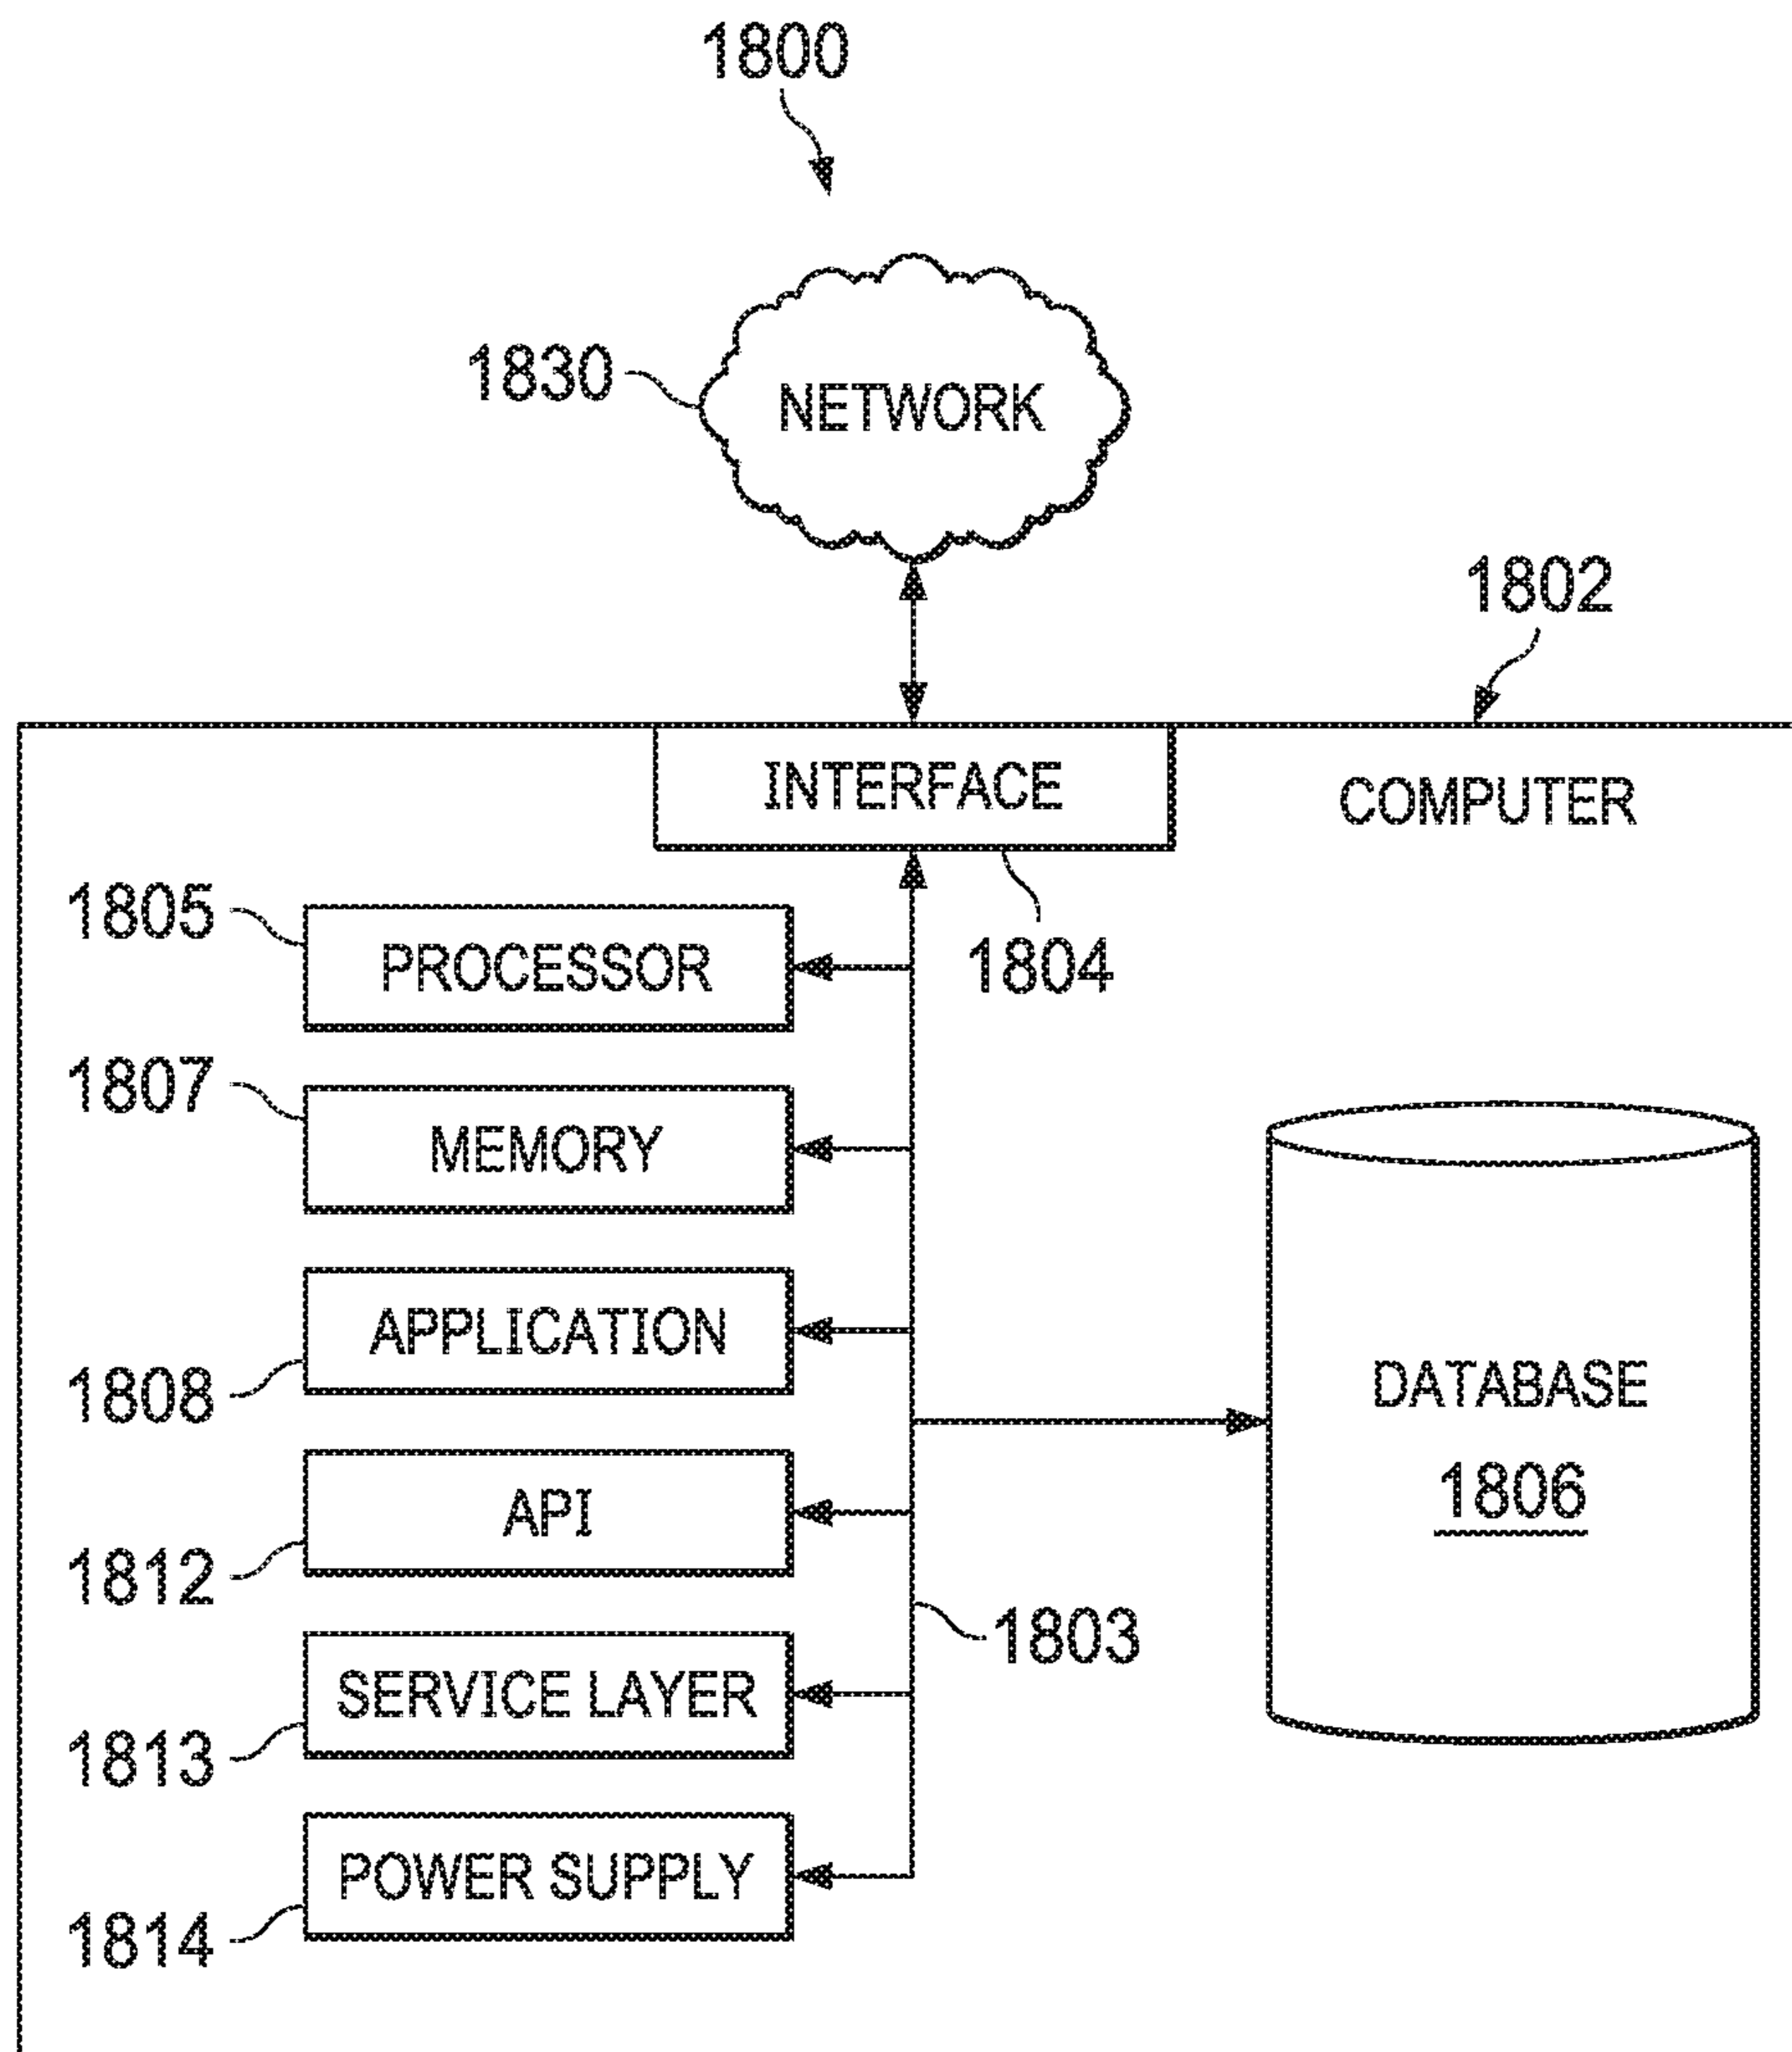 1800
1830
NETWORK
1802
INTERFACE
COMPUTER
1805
PROCESSOR
1804
1807
MEMORY
APPLICATION
1808
DATABASE
1806
API
1812
1803
SERVICE LAYER
1813
POWER SUPPLY
1814